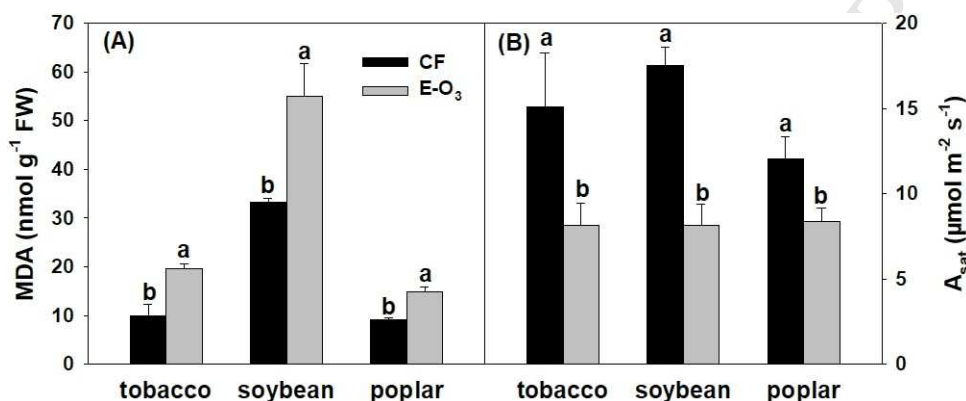 (A)
CF
E-O₃
MDA (nmol g⁻¹ FW)
70
60
50
40
30
20
10
0
b
a
b
a
b
a
tobacco soybean poplar
(B)
a
b
a
b
a
b
tobacco soybean poplar
20
15
10
5
0
A_sat (µmol m⁻² s⁻¹)